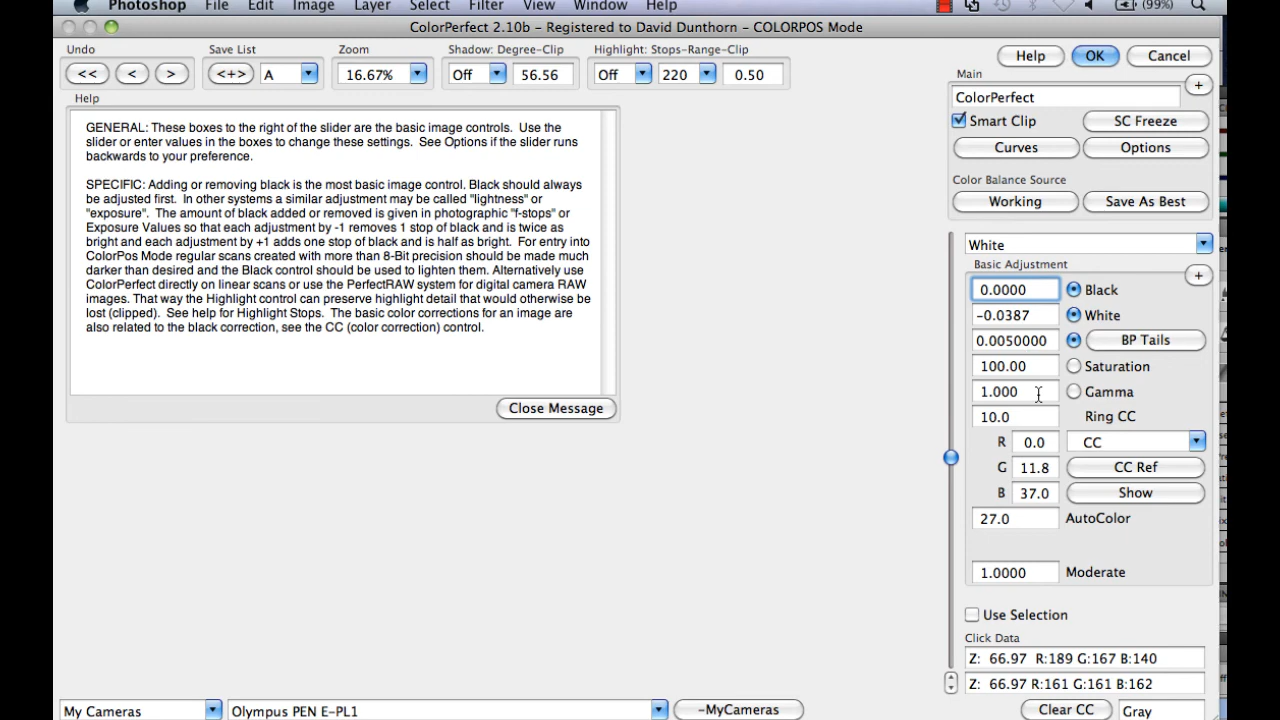 Photoshop File Edit Image Layer Select Filter View Window Help (99%)
ColorPerfect 2.10b - Registered to David Dunthorn - COLORPOS Mode
Undo Save List Zoom Shadow: Degree-Clip Highlight: Stops-Range-Clip
<< < > <+> A 16.67% Off 56.56 Off 220 0.50
Help OK Cancel
Main
ColorPerfect +
Smart Clip SC Freeze
Curves Options
Color Balance Source
Working Save As Best
White
Basic Adjustment +
0.0000 Black
-0.0387 White
0.0050000 BP Tails
100.00 Saturation
1.000 Gamma
10.0 Ring CC
R 0.0 CC
G 11.8 CC Ref
B 37.0 Show
27.0 AutoColor
1.0000 Moderate
Use Selection
Click Data
Z: 66.97 R:189 G:167 B:140
Z: 66.97 R:161 G:161 B:162
Clear CC Gray
Help
GENERAL: These boxes to the right of the slider are the basic image controls. Use the
slider or enter values in the boxes to change these settings. See Options if the slider runs
backwards to your preference.
SPECIFIC: Adding or removing black is the most basic image control. Black should always
be adjusted first. In other systems a similar adjustment may be called "lightness" or
"exposure". The amount of black added or removed is given in photographic "f-stops" or
Exposure Values so that each adjustment by -1 removes 1 stop of black and is twice as
bright and each adjustment by +1 adds one stop of black and is half as bright. For entry into
ColorPos Mode regular scans created with more than 8-Bit precision should be made much
darker than desired and the Black control should be used to lighten them. Alternatively use
ColorPerfect directly on linear scans or use the PerfectRAW system for digital camera RAW
images. That way the Highlight control can preserve highlight detail that would otherwise be
lost (clipped). See help for Highlight Stops. The basic color corrections for an image are
also related to the black correction, see the CC (color correction) control.
Close Message
My Cameras Olympus PEN E-PL1 -MyCameras